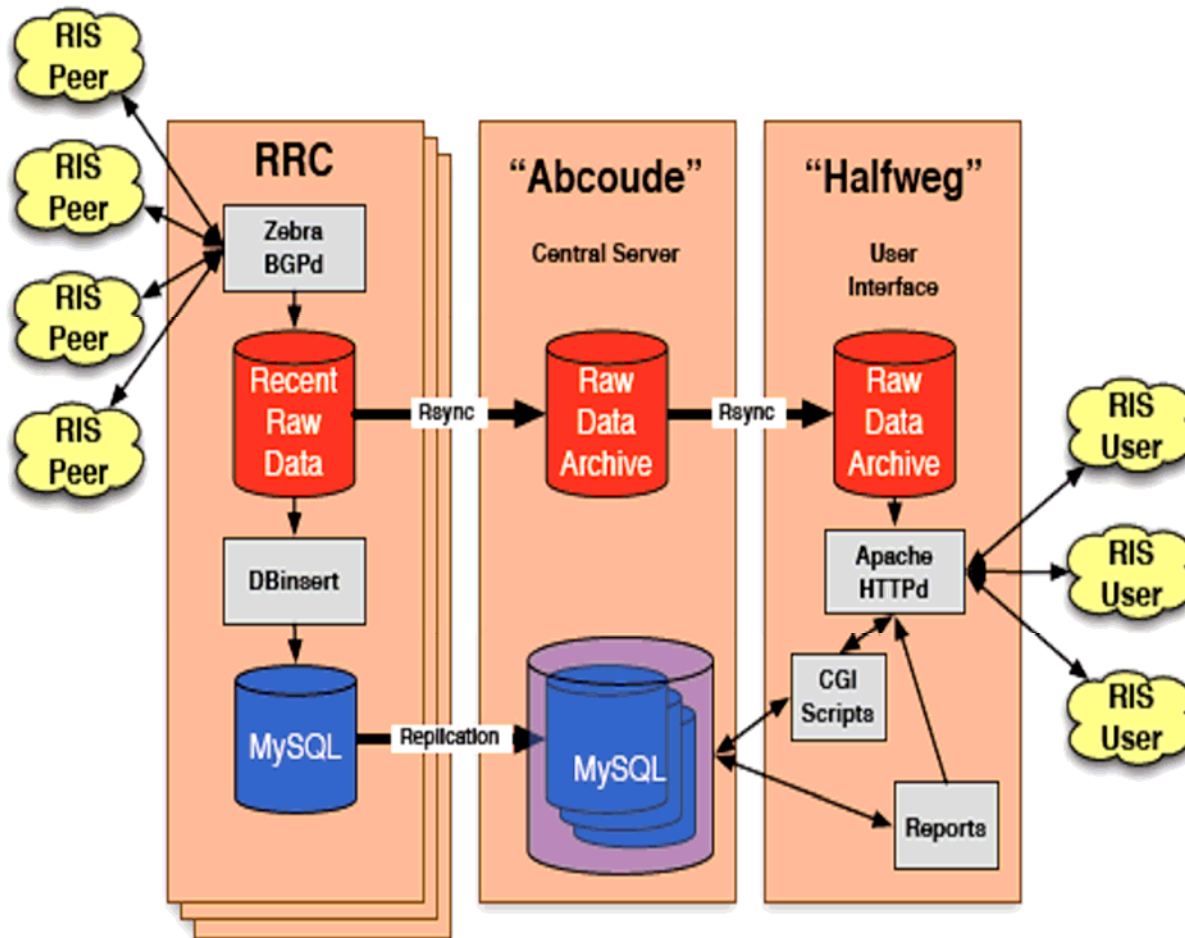 RIS
Peer
RIS
Peer
RIS
Peer
RIS
Peer
RRC
Zebra
BGPd
Recent
Raw
Data
DBinsert
MySQL
Rsync
Replication
“Abcoude”
Central Server
Raw
Data
Archive
MySQL
Rsync
“Halfweg”
User
Interface
Raw
Data
Archive
Apache
HTTPd
CGI
Scripts
Reports
RIS
User
RIS
User
RIS
User